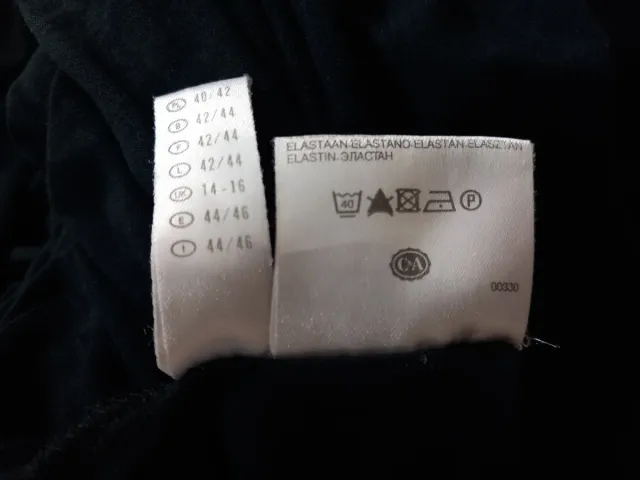 PL 40/42
B 42/44
F 42/44
L 42/44
UK 14-16
E 44/46
I 44/46
ELASTAAN-ELASTANO-ELASTAN-ELASZTÁN
ELASTIN-ЭЛАСТАН
40 P
C&A
00330